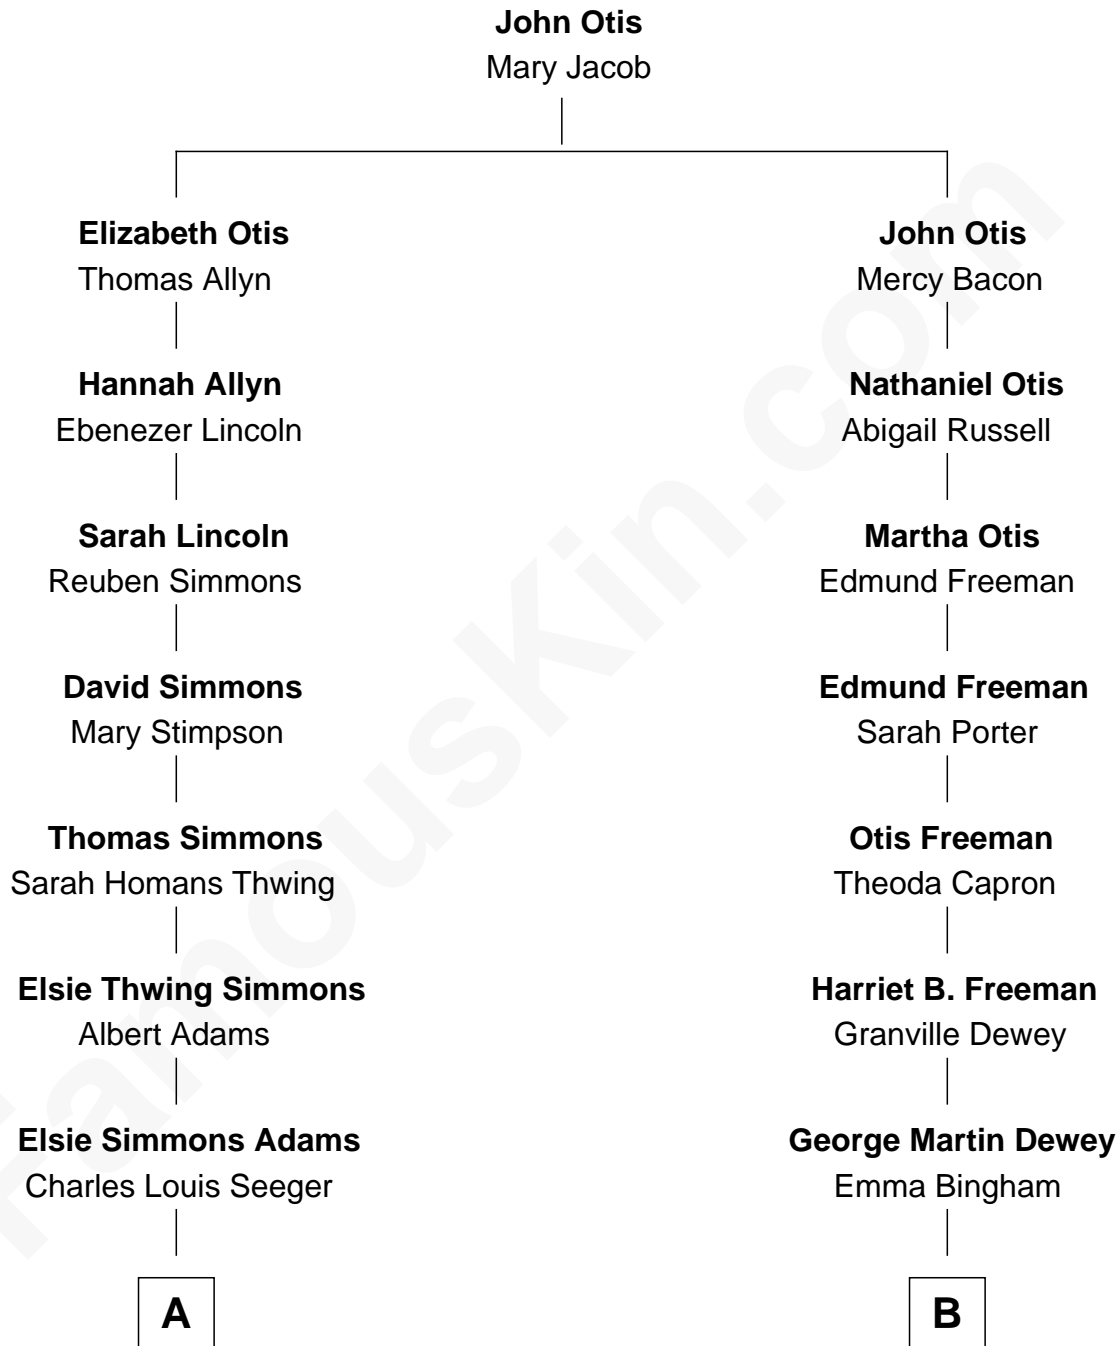 John Otis
Mary Jacob
Elizabeth Otis
Thomas Allyn
John Otis
Mercy Bacon
Hannah Allyn
Ebenezer Lincoln
Nathaniel Otis
Abigail Russell
Sarah Lincoln
Reuben Simmons
Martha Otis
Edmund Freeman
David Simmons
Mary Stimpson
Edmund Freeman
Sarah Porter
Thomas Simmons
Sarah Homans Thwing
Otis Freeman
Theoda Capron
Elsie Thwing Simmons
Albert Adams
Harriet B. Freeman
Granville Dewey
Elsie Simmons Adams
Charles Louis Seeger
George Martin Dewey
Emma Bingham
A
B
FamousKin.com